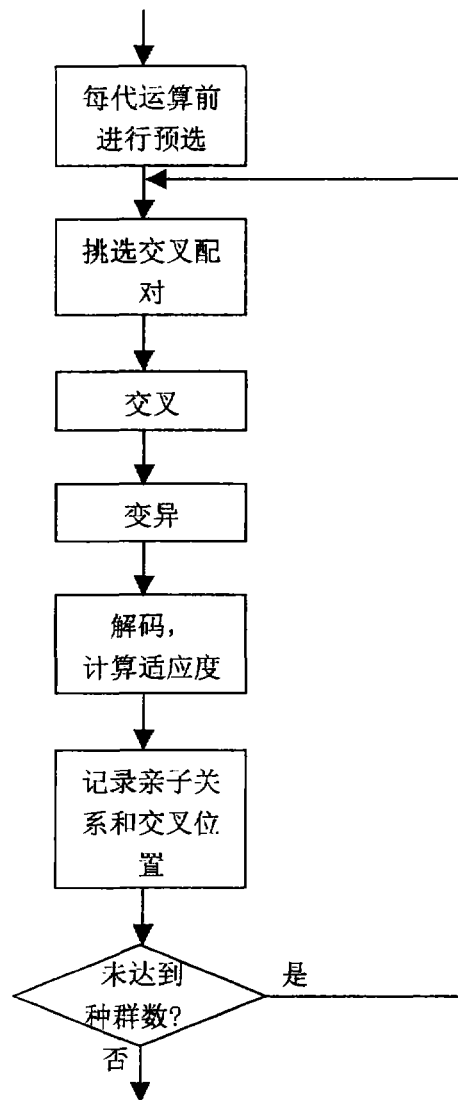 每代运算前
进行预选
挑选交叉配
对
交叉
变异
解码，
计算适应度
记录亲子关
系和交叉位
置
未达到
种群数?
是
否